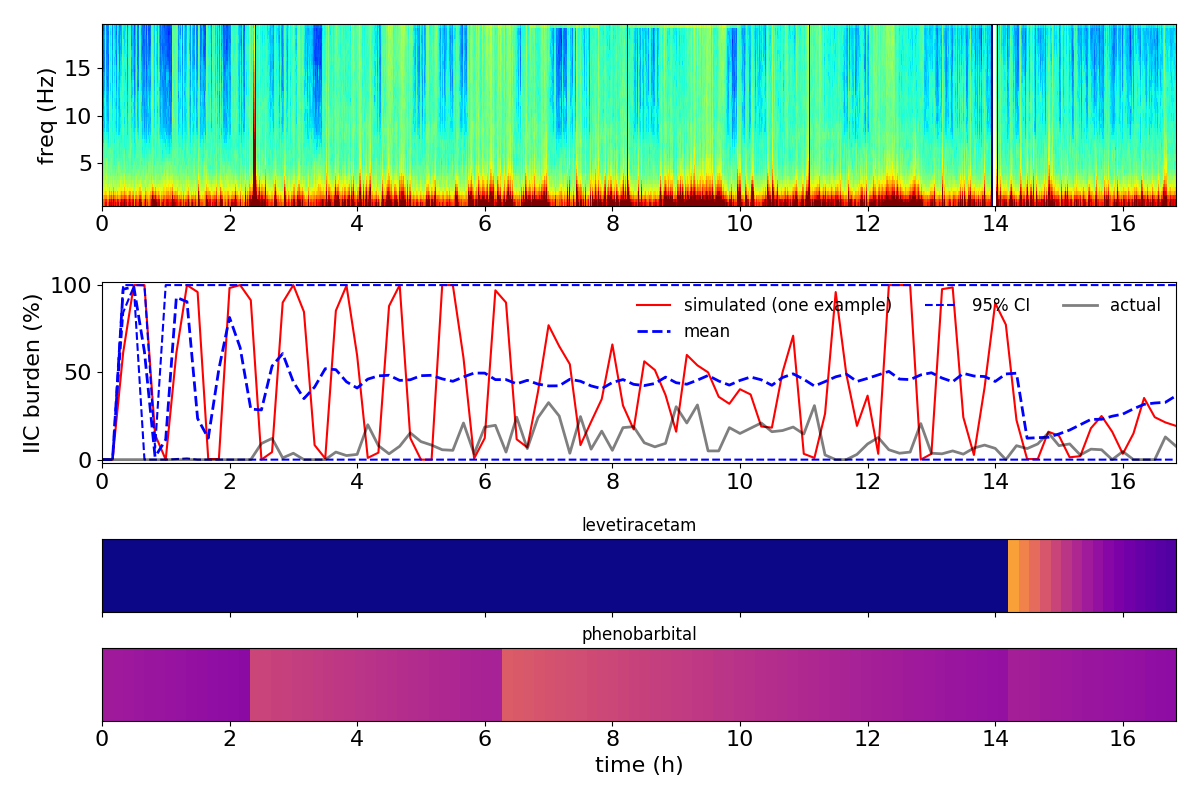 15
10
5
freq (Hz)
0 2 4 6 8 10 12 14 16
100
50
0
IIC burden (%)
simulated (one example) 95% CI actual
mean
0 2 4 6 8 10 12 14 16
levetiracetam
phenobarbital
0 2 4 6 8 10 12 14 16
time (h)